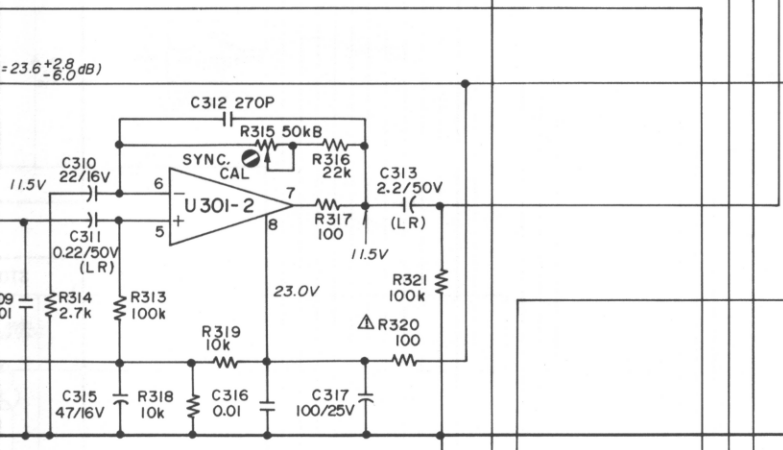 =23.6 +2.8 -6.0 dB)
C312 270P
R315 50kB
SYNC.
CAL
R316
22k
C310
22/16V
11.5V
6
−
U301-2
7
+
5
8
C311
0.22/50V
(LR)
R317
100
C313
2.2/50V
(LR)
11.5V
R314
2.7k
R313
100k
23.0V
R321
100k
R319
10k
⚠R320
100
C315
47/16V
R318
10k
C316
0.01
C317
100/25V